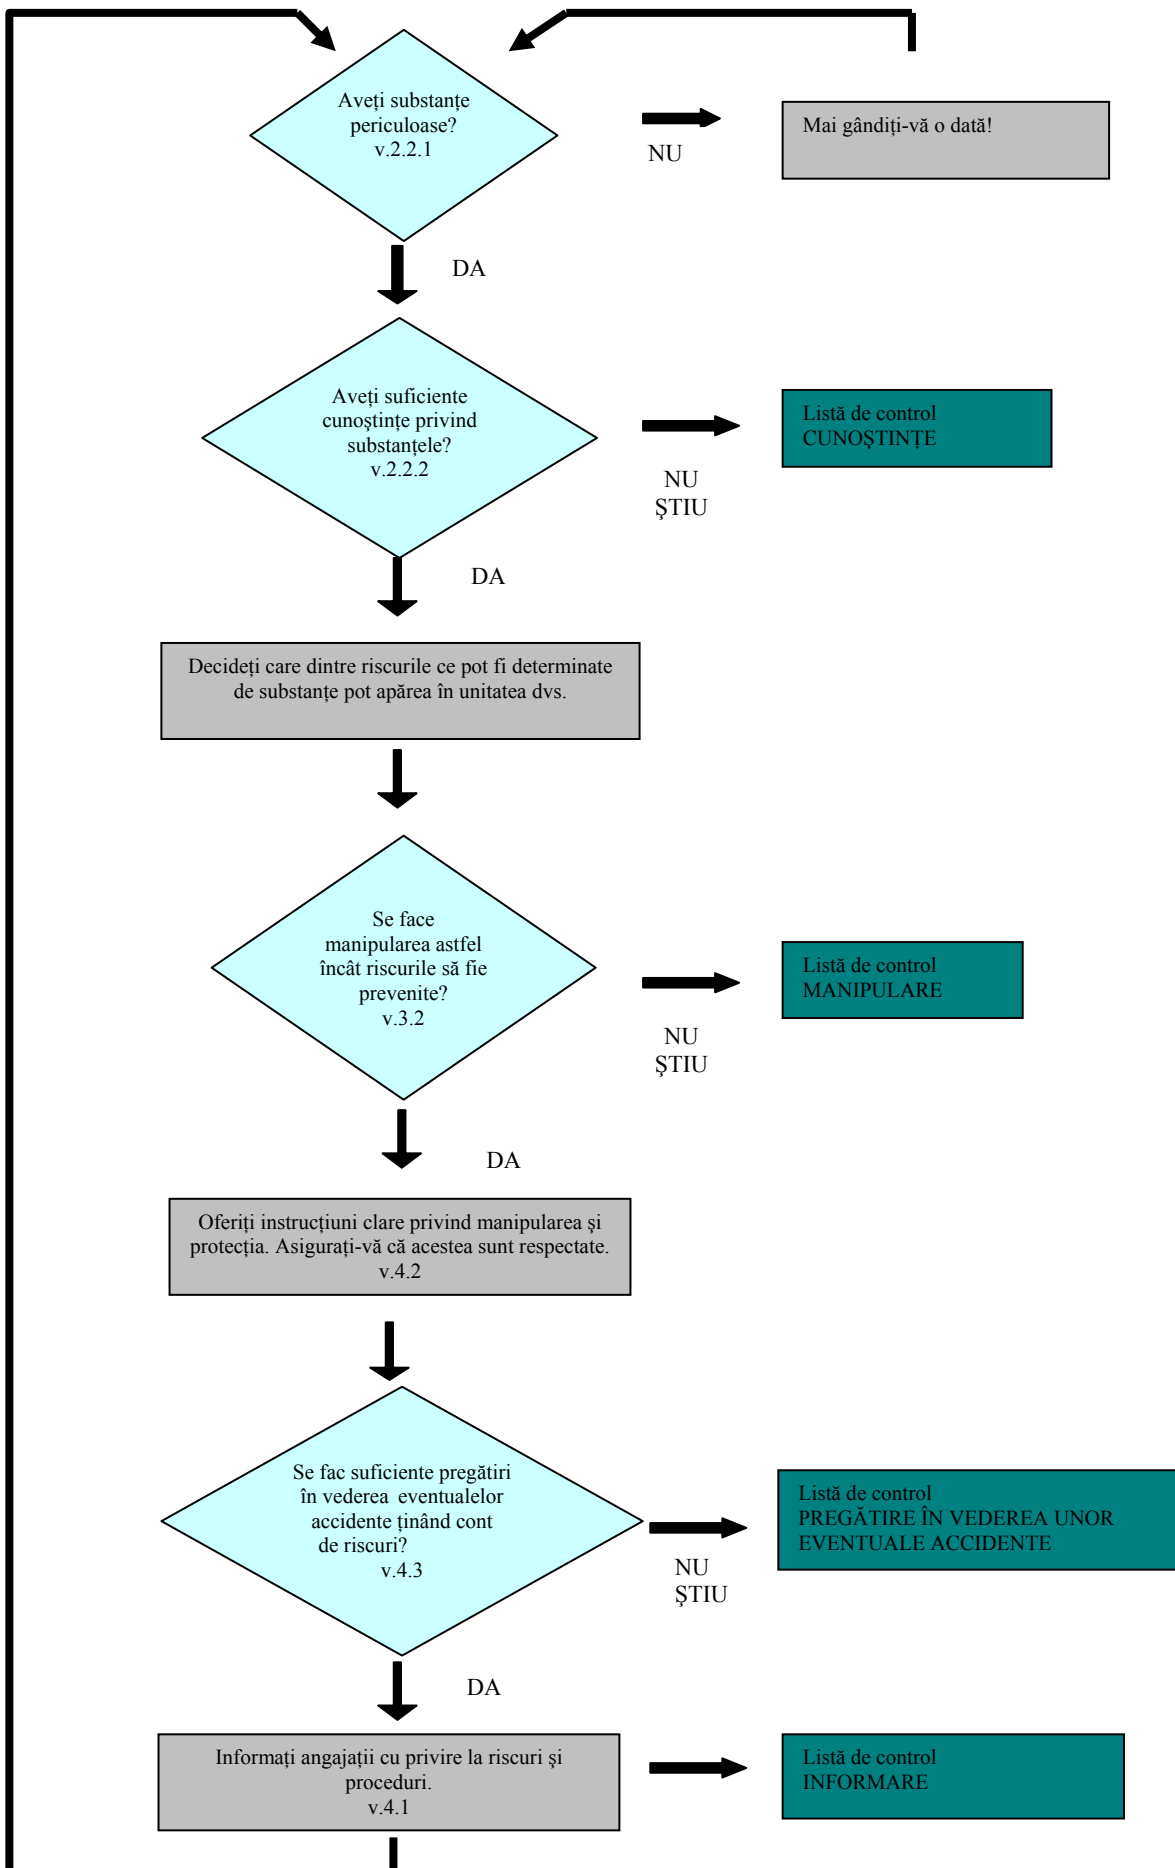 Aveți substanțe
periculoase?
v.2.2.1
NU
Mai gândiți-vă o dată!
DA
Aveți suficiente
cunoştințe privind
substanțele?
v.2.2.2
NU
ŞTIU
Listă de control
CUNOŞTINȚE
DA
Decideți care dintre riscurile ce pot fi determinate
de substanțe pot apărea în unitatea dvs.
Se face
manipularea astfel
încât riscurile să fie
prevenite?
v.3.2
NU
ŞTIU
Listă de control
MANIPULARE
DA
Oferiți instrucțiuni clare privind manipularea şi
protecția. Asigurați-vă că acestea sunt respectate.
v.4.2
Se fac suficiente pregătiri
în vederea eventualelor
accidente ținând cont
de riscuri?
v.4.3
NU
ŞTIU
Listă de control
PREGĂTIRE ÎN VEDEREA UNOR
EVENTUALE ACCIDENTE
DA
Informați angajații cu privire la riscuri şi
proceduri.
v.4.1
Listă de control
INFORMARE